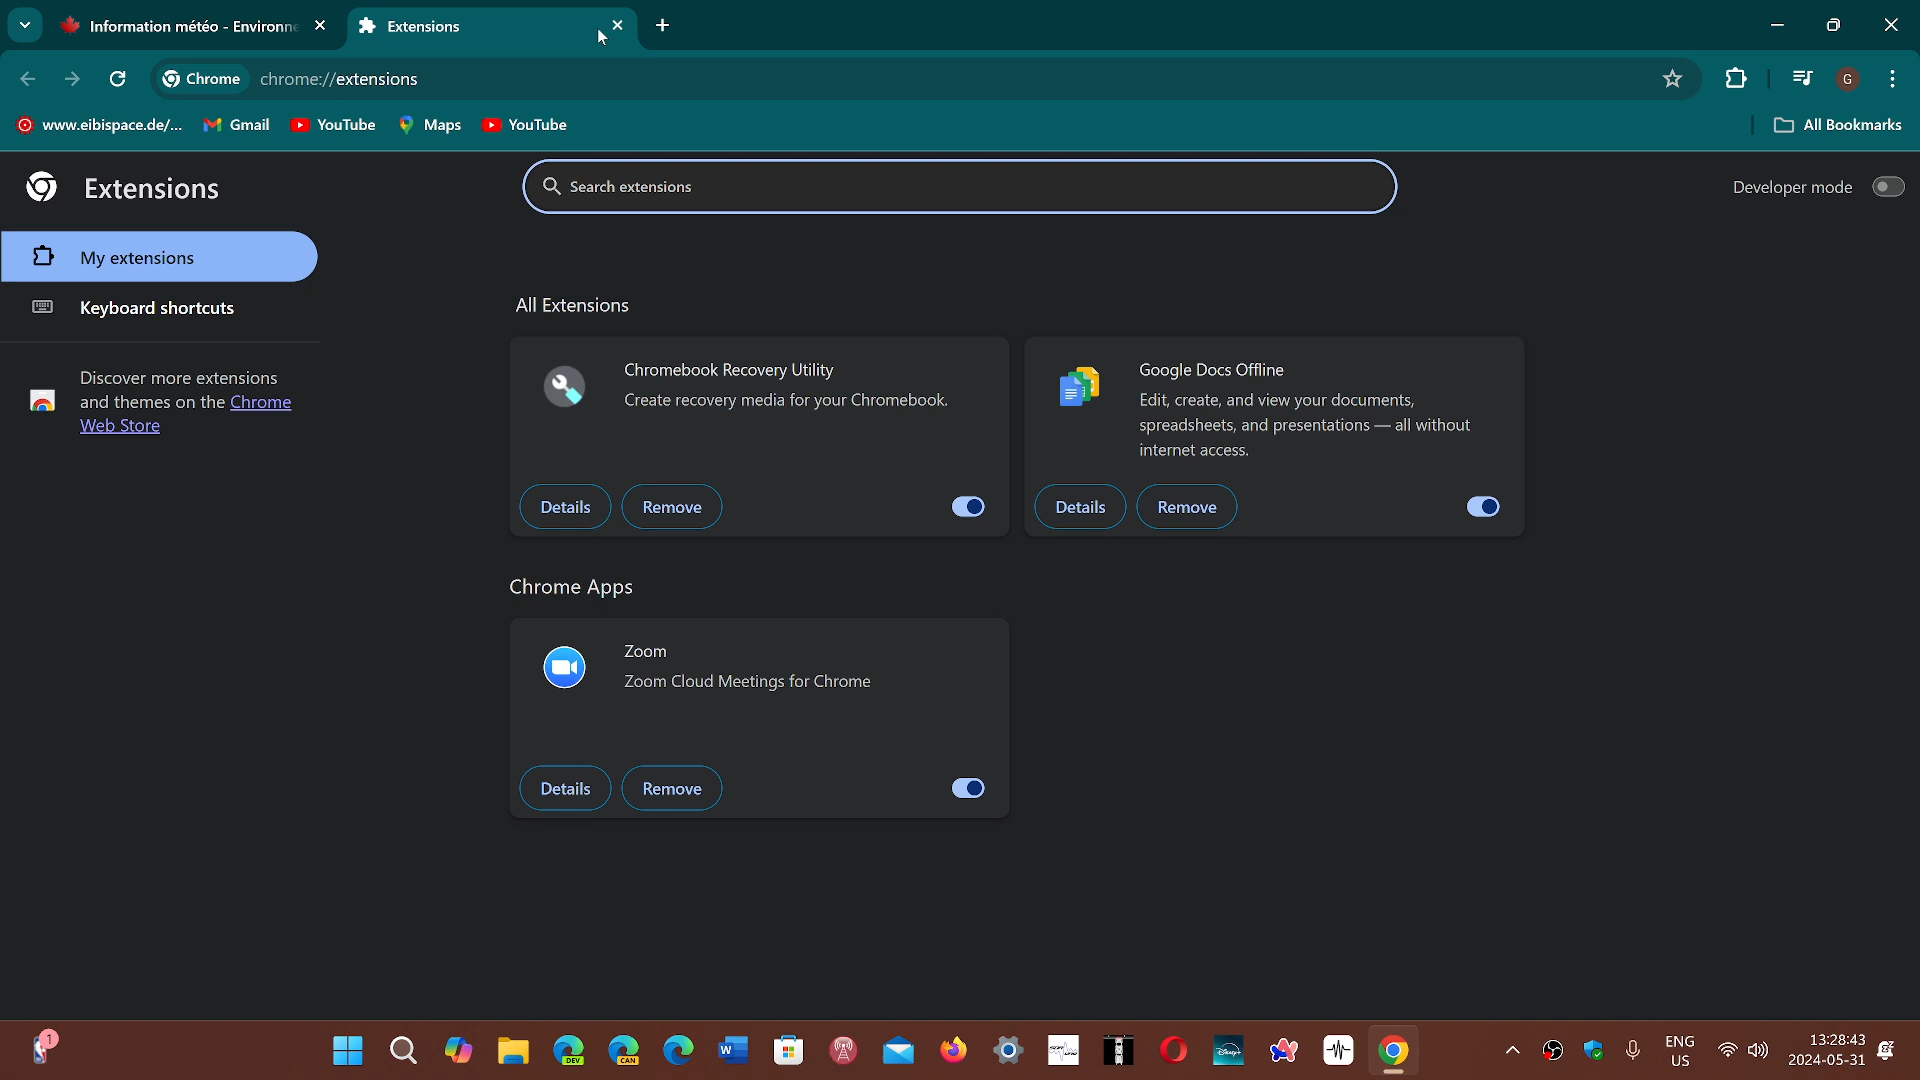 Information météo - Environne
Extensions
Chrome
chrome://extensions
G
www.eibispace.de/...
Gmail
YouTube
Maps
YouTube
All Bookmarks
Extensions
Search extensions
Developer mode
My extensions
Keyboard shortcuts
Discover more extensions
and themes on the Chrome
Web Store
All Extensions
Chromebook Recovery Utility
Create recovery media for your Chromebook.
Details
Remove
Google Docs Offline
Edit, create, and view your documents,
spreadsheets, and presentations — all without
internet access.
Details
Remove
Chrome Apps
Zoom
Zoom Cloud Meetings for Chrome
Details
Remove
1
DEV
CAN
W
Disney+
ENG
US
13:28:43
2024-05-31